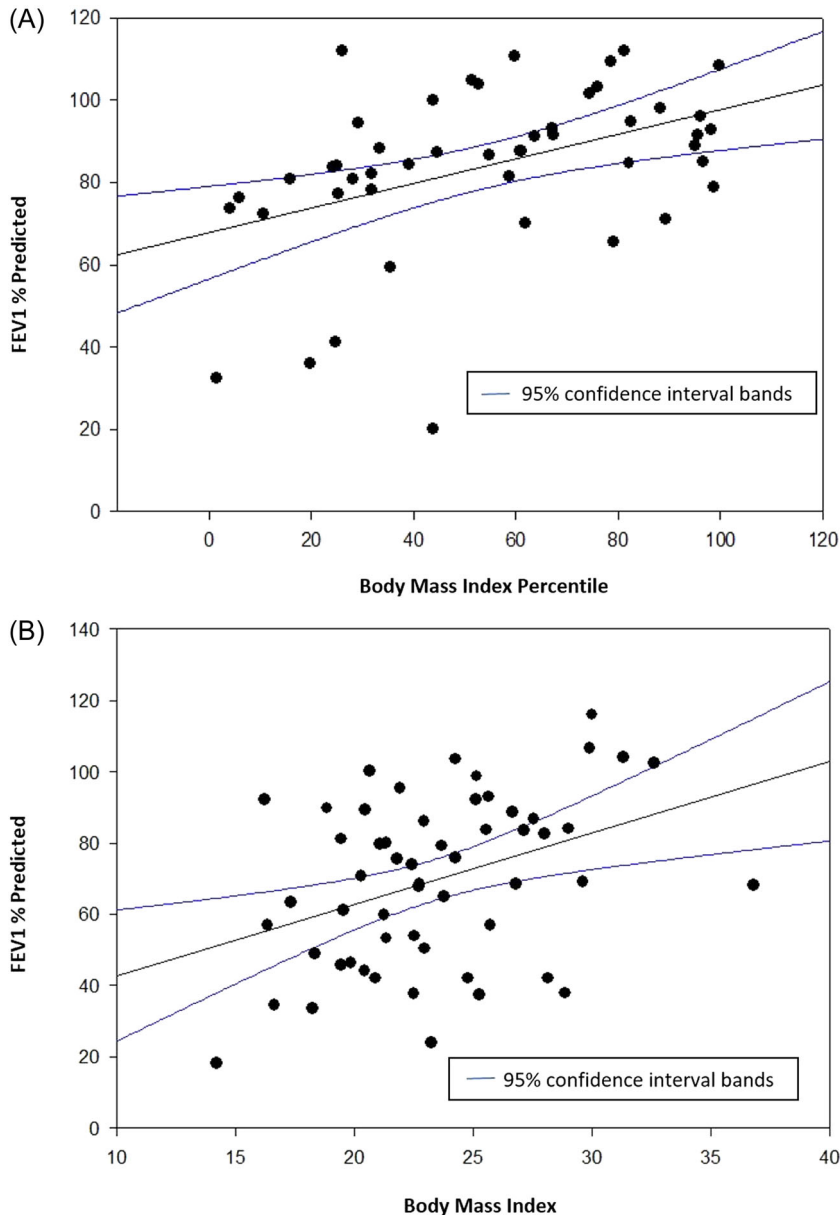 (A)
120
100
80
60
40
20
0
FEV1 % Predicted
95% confidence interval bands
0 20 40 60 80 100 120
Body Mass Index Percentile
(B)
140
120
100
80
60
40
20
0
FEV1 % Predicted
95% confidence interval bands
10 15 20 25 30 35 40
Body Mass Index